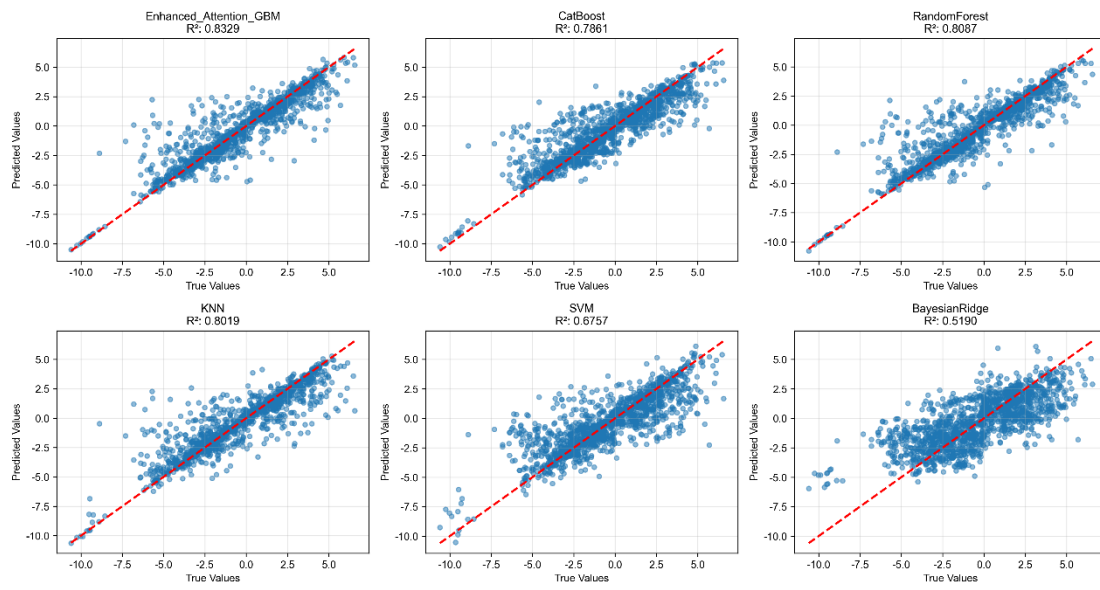 Enhanced_Attention_GBM
R²: 0.8329
5.0
2.5
0.0
-2.5
-5.0
-7.5
-10.0
Predicted Values
-10.0 -7.5 -5.0 -2.5 0.0 2.5 5.0
True Values
CatBoost
R²: 0.7861
5.0
2.5
0.0
-2.5
-5.0
-7.5
-10.0
Predicted Values
-10.0 -7.5 -5.0 -2.5 0.0 2.5 5.0
True Values
RandomForest
R²: 0.8087
5.0
2.5
0.0
-2.5
-5.0
-7.5
-10.0
Predicted Values
-10.0 -7.5 -5.0 -2.5 0.0 2.5 5.0
True Values
KNN
R²: 0.8019
5.0
2.5
0.0
-2.5
-5.0
-7.5
-10.0
Predicted Values
-10.0 -7.5 -5.0 -2.5 0.0 2.5 5.0
True Values
SVM
R²: 0.6757
5.0
2.5
0.0
-2.5
-5.0
-7.5
-10.0
Predicted Values
-10.0 -7.5 -5.0 -2.5 0.0 2.5 5.0
True Values
BayesianRidge
R²: 0.5190
5.0
2.5
0.0
-2.5
-5.0
-7.5
-10.0
Predicted Values
-10.0 -7.5 -5.0 -2.5 0.0 2.5 5.0
True Values